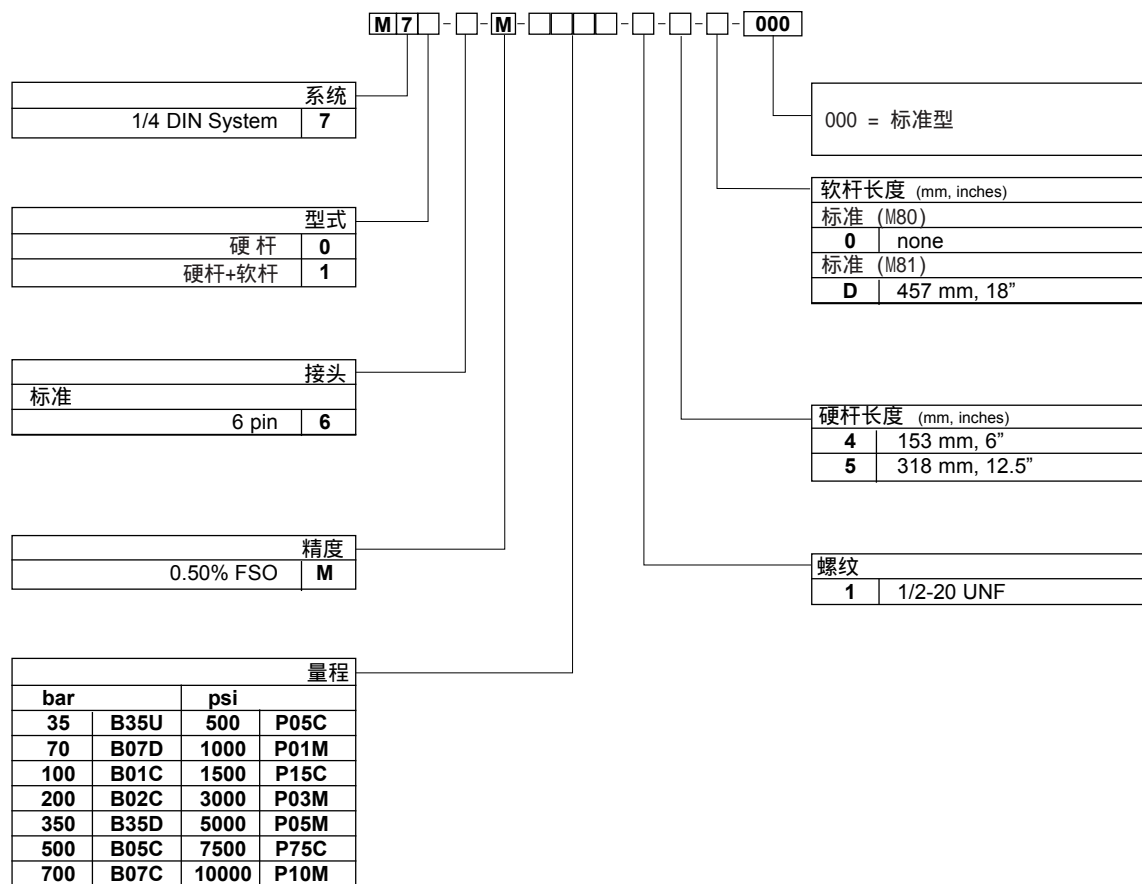 M 7 - - M - - - - - 000
系统
1/4 DIN System 7
000 = 标准型
软杆长度 (mm, inches)
标准 (M80)
0 none
标准 (M81)
D 457 mm, 18”
型式
硬 杆 0
硬杆+软杆 1
接头
标准
6 pin 6
硬杆长度 (mm, inches)
4 153 mm, 6”
5 318 mm, 12.5”
精度
0.50% FSO M
螺纹
1 1/2-20 UNF
量程
bar psi
35 B35U 500 P05C
70 B07D 1000 P01M
100 B01C 1500 P15C
200 B02C 3000 P03M
350 B35D 5000 P05M
500 B05C 7500 P75C
700 B07C 10000 P10M